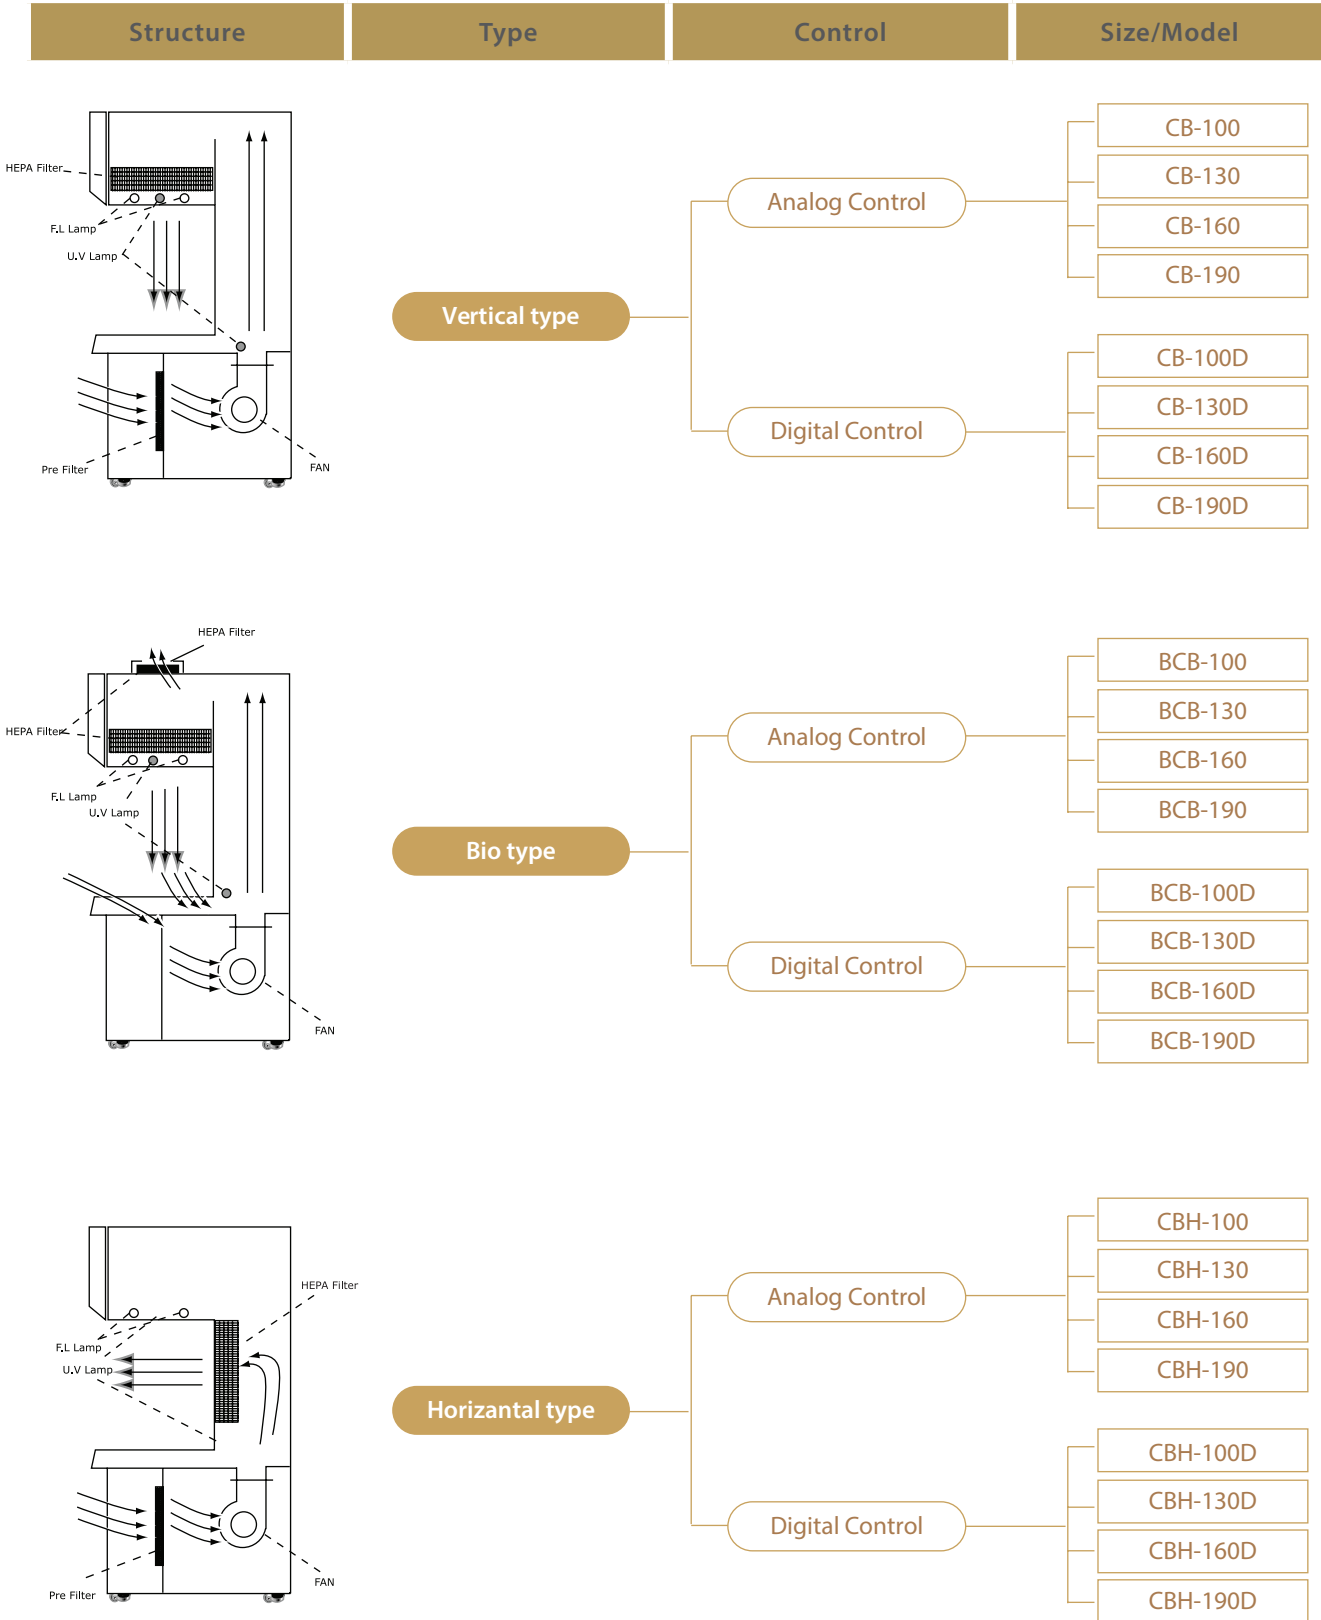 Structure
Type
Control
Size/Model
HEPA Filter
F.L Lamp
U.V Lamp
Pre Filter
FAN
Vertical type
Analog Control
CB-100
CB-130
CB-160
CB-190
Digital Control
CB-100D
CB-130D
CB-160D
CB-190D
HEPA Filter
HEPA Filter
F.L Lamp
U.V Lamp
FAN
Bio type
Analog Control
BCB-100
BCB-130
BCB-160
BCB-190
Digital Control
BCB-100D
BCB-130D
BCB-160D
BCB-190D
HEPA Filter
F.L Lamp
U.V Lamp
Pre Filter
FAN
Horizantal type
Analog Control
CBH-100
CBH-130
CBH-160
CBH-190
Digital Control
CBH-100D
CBH-130D
CBH-160D
CBH-190D